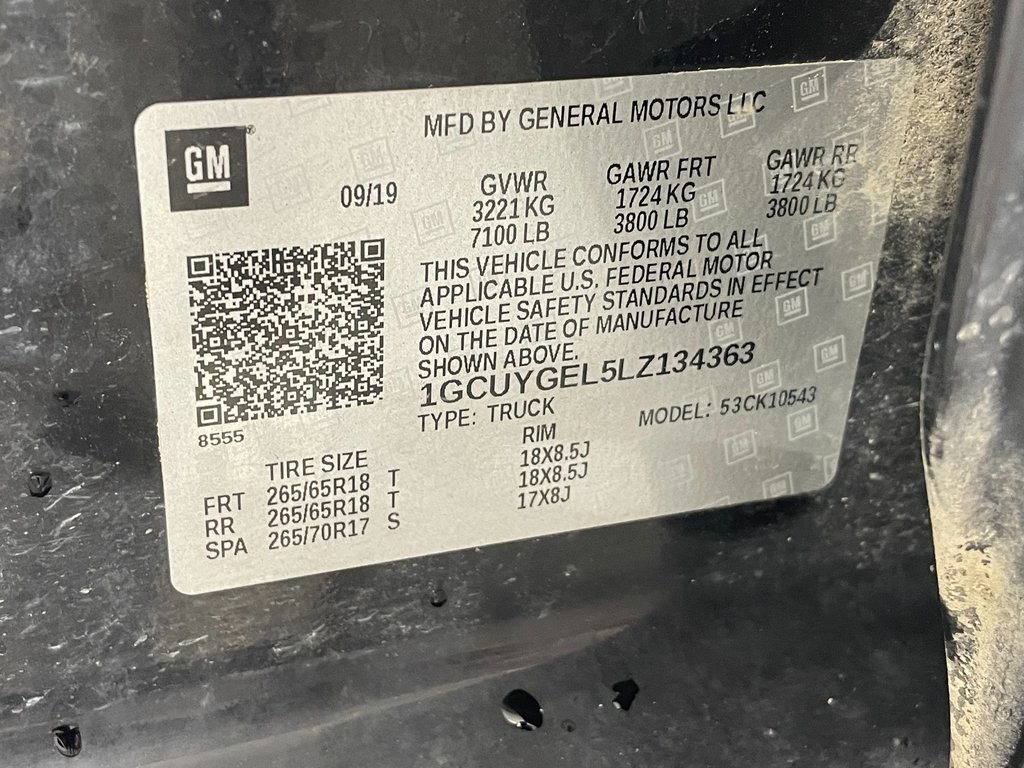 MFD BY GENERAL MOTORS LLC
GM
09/19
GVWR GAWR FRT GAWR RR
3221 KG 1724 KG 1724 KG
7100 LB 3800 LB 3800 LB
THIS VEHICLE CONFORMS TO ALL
APPLICABLE U.S. FEDERAL MOTOR
VEHICLE SAFETY STANDARDS IN EFFECT
ON THE DATE OF MANUFACTURE
SHOWN ABOVE.
1GCUYGEL5LZ134363
TYPE: TRUCK MODEL: 53CK10543
8555
TIRE SIZE RIM
FRT 265/65R18 T 18X8.5J
RR 265/65R18 T 18X8.5J
SPA 265/70R17 S 17X8J